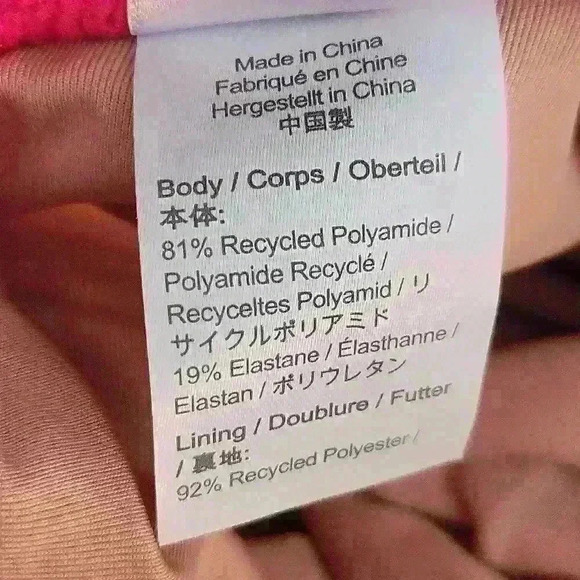 Made in China
Fabriqué en Chine
Hergestellt in China
中国製
Body / Corps / Oberteil /
本体:
81% Recycled Polyamide /
Polyamide Recyclé /
Recyceltes Polyamid / リ
サイクルポリアミド
19% Elastane / Élasthanne /
Elastan / ポリウレタン
Lining / Doublure / Futter
/ 裏地:
92% Recycled Polyester /